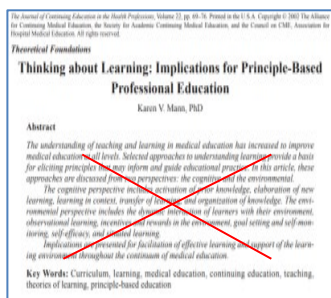 The Journal of Continuing Education in the Health Professions, Volume 22, pp. 69–76. Printed in the U.S.A. Copyright © 2002 The Alliance
for Continuing Medical Education, the Society for Academic Continuing Medical Education, and the Council on CME, Association for
Hospital Medical Education. All rights reserved.
Theoretical Foundations
Thinking about Learning: Implications for Principle-Based
Professional Education
Karen V. Mann, PhD
Abstract
The understanding of teaching and learning in medical education has increased to improve
medical education at all levels. Selected approaches to understanding learning provide a basis
for eliciting principles that may inform and guide educational practice. In this article, these
approaches are discussed from two perspectives: the cognitive and the environmental.
The cognitive perspective includes activation of prior knowledge, elaboration of new
learning, learning in context, transfer of learning, and organization of knowledge. The envi-
ronmental perspective includes the dynamic interaction of learners with their environment,
observational learning, incentives and rewards in the environment, goal setting and self-mon-
itoring, self-efficacy, and situated learning.
Implications are presented for facilitation of effective learning and support of the learn-
ing environment throughout the continuum of medical education.
Key Words: Curriculum, learning, medical education, continuing education, teaching,
theories of learning, principle-based education